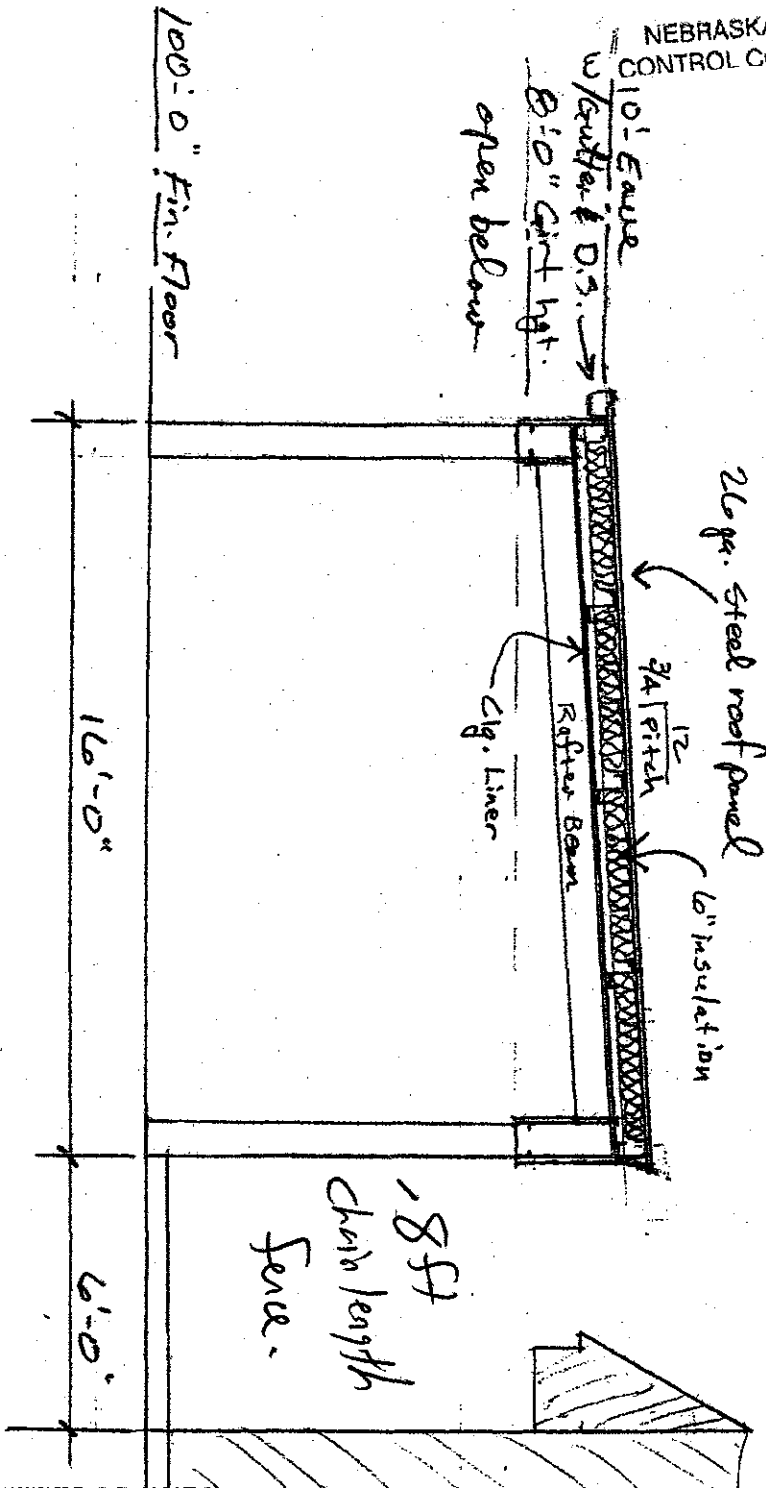 NEBRASKA
CONTROL CO
10' Eave
w/Gutter & D.S.
8'-0" Girt hgt.
open below
100'-0" Fin. Floor
26 ga. Steel roof panel
12
3/4 Pitch
6" insulation
Rafter Beam
Clg. Liner
16'-0"
6'-0"
-8 ft
Chain length
fence.